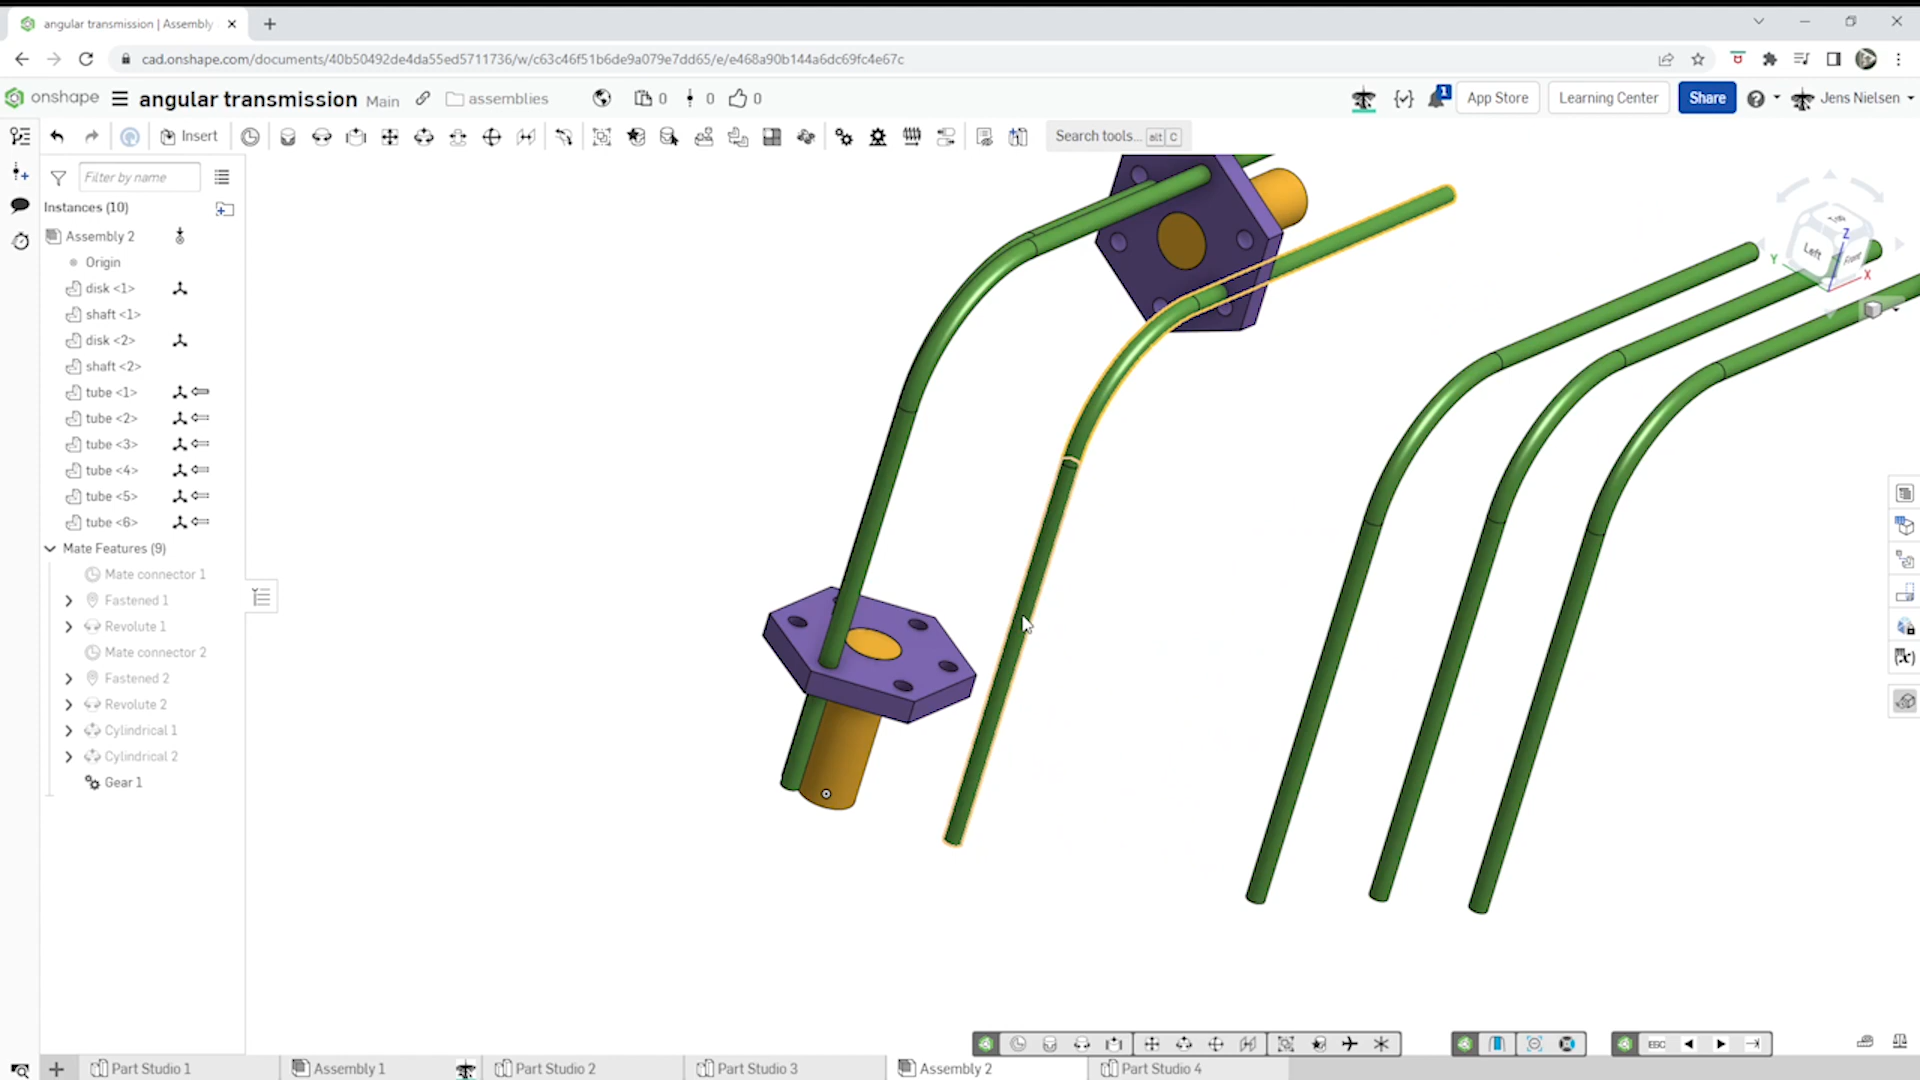 angular transmission | Assembly
cad.onshape.com/documents/40b50492de4da55ed5711736/w/c63c46f51b6de9a079e7dd65/e/e468a90b144a6dc69fc4e67c
onshape
angular transmission Main
assemblies
0 0 0
1
App Store
Learning Center
Share
Jens Nielsen
Insert
Search tools... alt C
Filter by name
Instances (10)
Assembly 2
Origin
disk <1>
shaft <1>
disk <2>
shaft <2>
tube <1>
tube <2>
tube <3>
tube <4>
tube <5>
tube <6>
Mate Features (9)
Mate connector 1
Fastened 1
Revolute 1
Mate connector 2
Fastened 2
Revolute 2
Cylindrical 1
Cylindrical 2
Gear 1
Z
Left
Front
Y
X
(x)
ESC
Part Studio 1
Assembly 1
Part Studio 2
Part Studio 3
Assembly 2
Part Studio 4